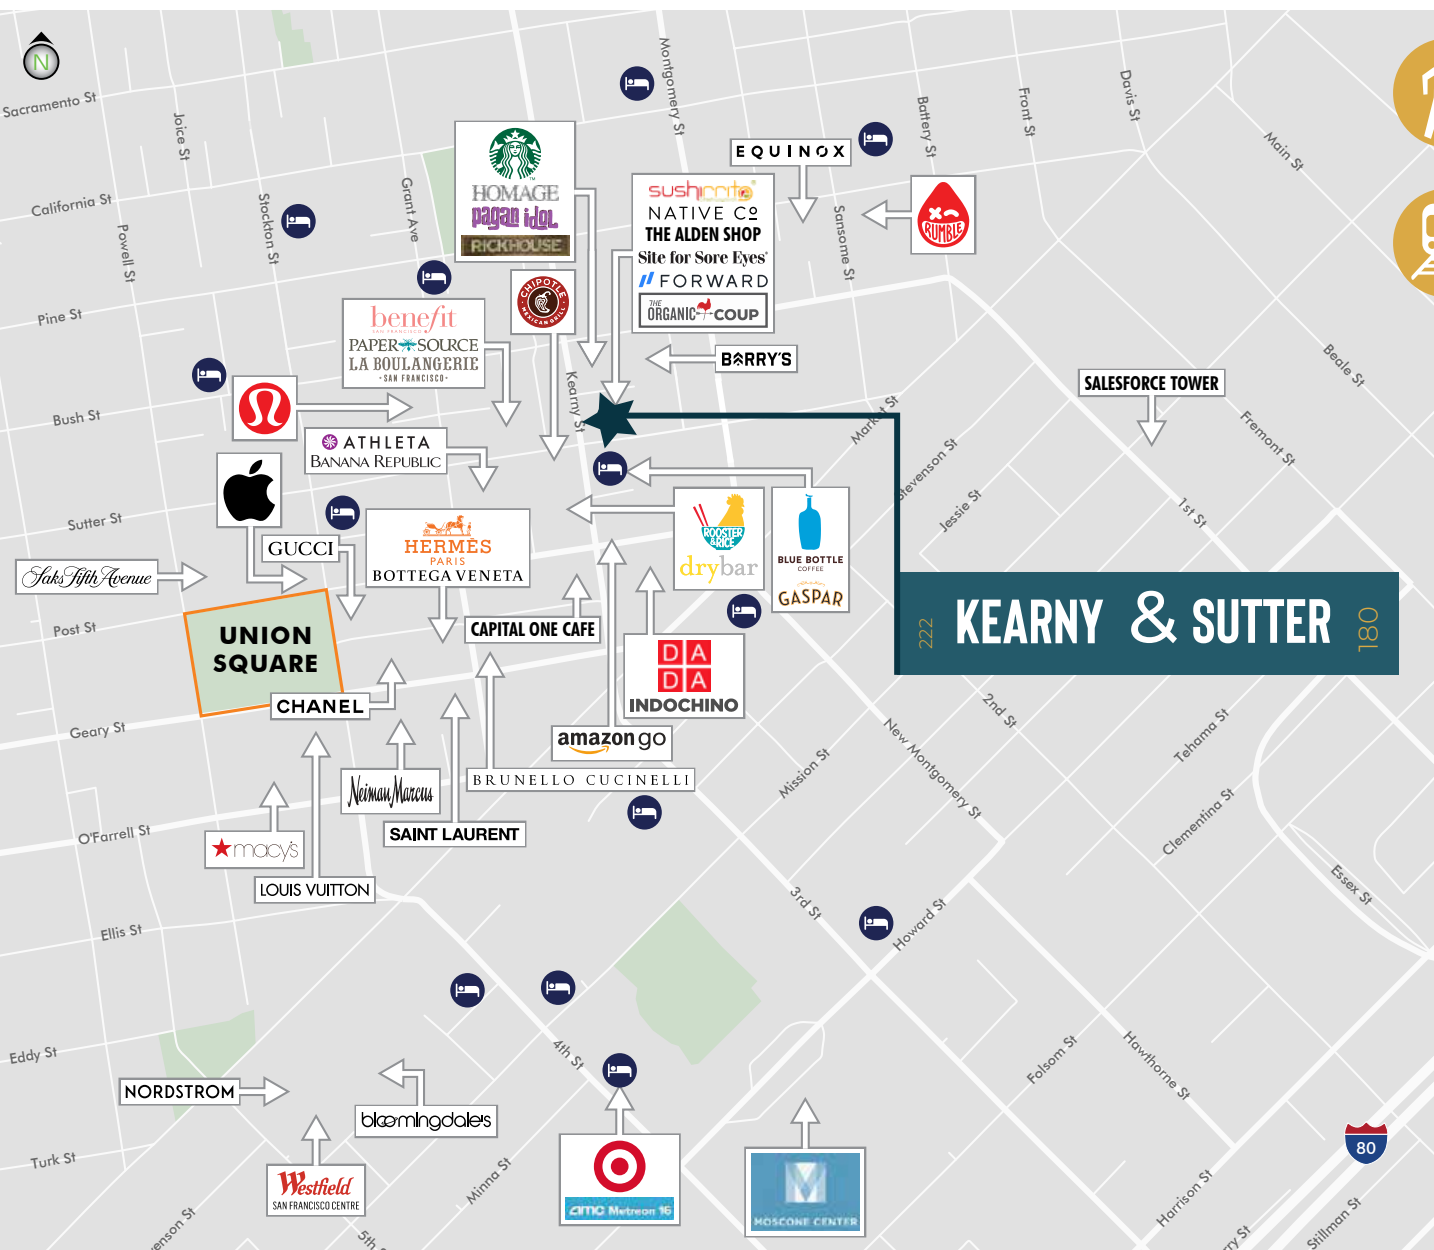 N
Sacramento St
Joice St
Montgomery St
Battery St
Front St
Davis St
Main St
California St
Powell St
Stockton St
Grant Ave
HOMAGE
pagan idol
RICKHOUSE
EQUINOX
RUMBLE
Sansome St
sushirrito
NATIVE CO
THE ALDEN SHOP
Site for Sore Eyes
FORWARD
THE
ORGANIC COUP
CHIPOTLE
MEXICAN GRILL
Pine St
benefit
SAN FRANCISCO
PAPER SOURCE
LA BOULANGERIE
- SAN FRANCISCO -
BARRY'S
Kearny St
Beale St
SALESFORCE TOWER
Bush St
Market St
Fremont St
ATHLETA
BANANA REPUBLIC
Stevenson St
Jessie St
1st St
Sutter St
GUCCI
HERMÈS
PARIS
BOTTEGA VENETA
ROOSTER
& RICE
drybar
BLUE BOTTLE
COFFEE
GASPAR
Saks Fifth Avenue
Post St
UNION
SQUARE
CAPITAL ONE CAFE
222 KEARNY & SUTTER 180
DA
DA
INDOCHINO
CHANEL
Geary St
amazon go
2nd St
New Montgomery St
Tehama St
Mission St
Neiman Marcus
BRUNELLO CUCINELLI
SAINT LAURENT
O'Farrell St
macy's
LOUIS VUITTON
Clementina St
Essex St
3rd St
Howard St
Ellis St
Eddy St
4th St
Folsom St
Hawthorne St
NORDSTROM
bloomingdale's
Turk St
Westfield
SAN FRANCISCO CENTRE
Minna St
amc Metreon 16
MOSCONE CENTER
80
Harrison St
Stillman St
venson St
5th
rry St